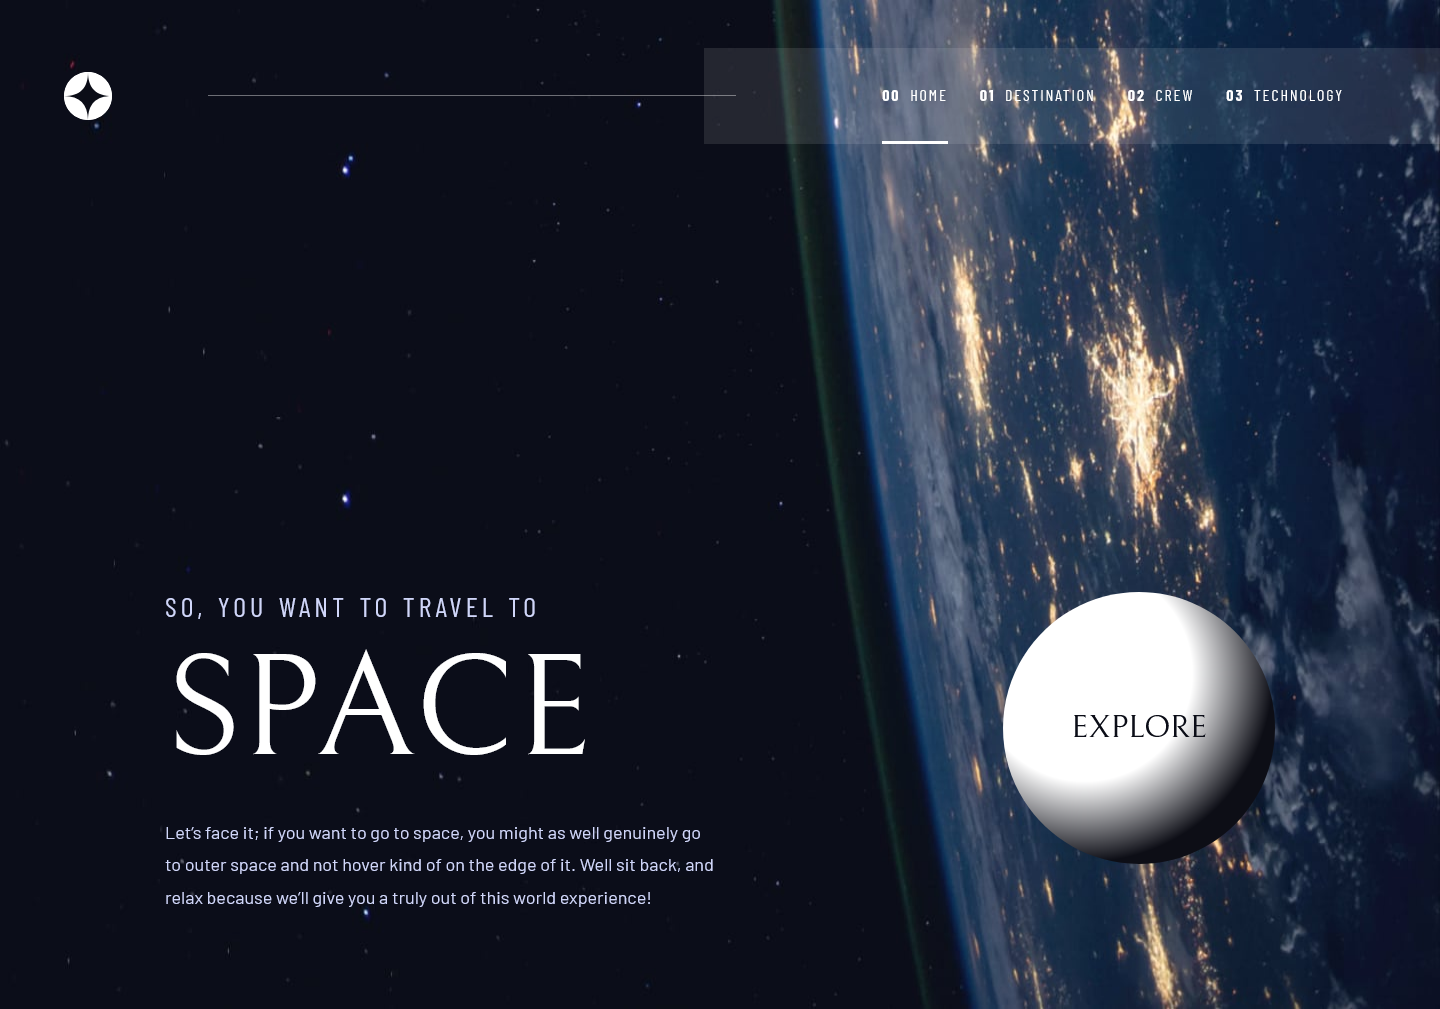 00 HOME 01 DESTINATION 02 CREW 03 TECHNOLOGY
SO, YOU WANT TO TRAVEL TO
SPACE
EXPLORE
Let’s face it; if you want to go to space, you might as well genuinely go
to outer space and not hover kind of on the edge of it. Well sit back, and
relax because we’ll give you a truly out of this world experience!